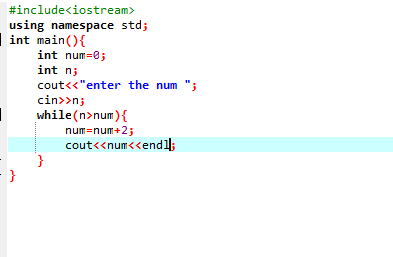 #include<iostream>
using namespace std;
int main(){
    int num=0;
    int n;
    cout<<"enter the num ";
    cin>>n;
    while(n>num){
        num=num+2;
        cout<<num<<endl;
    }
}